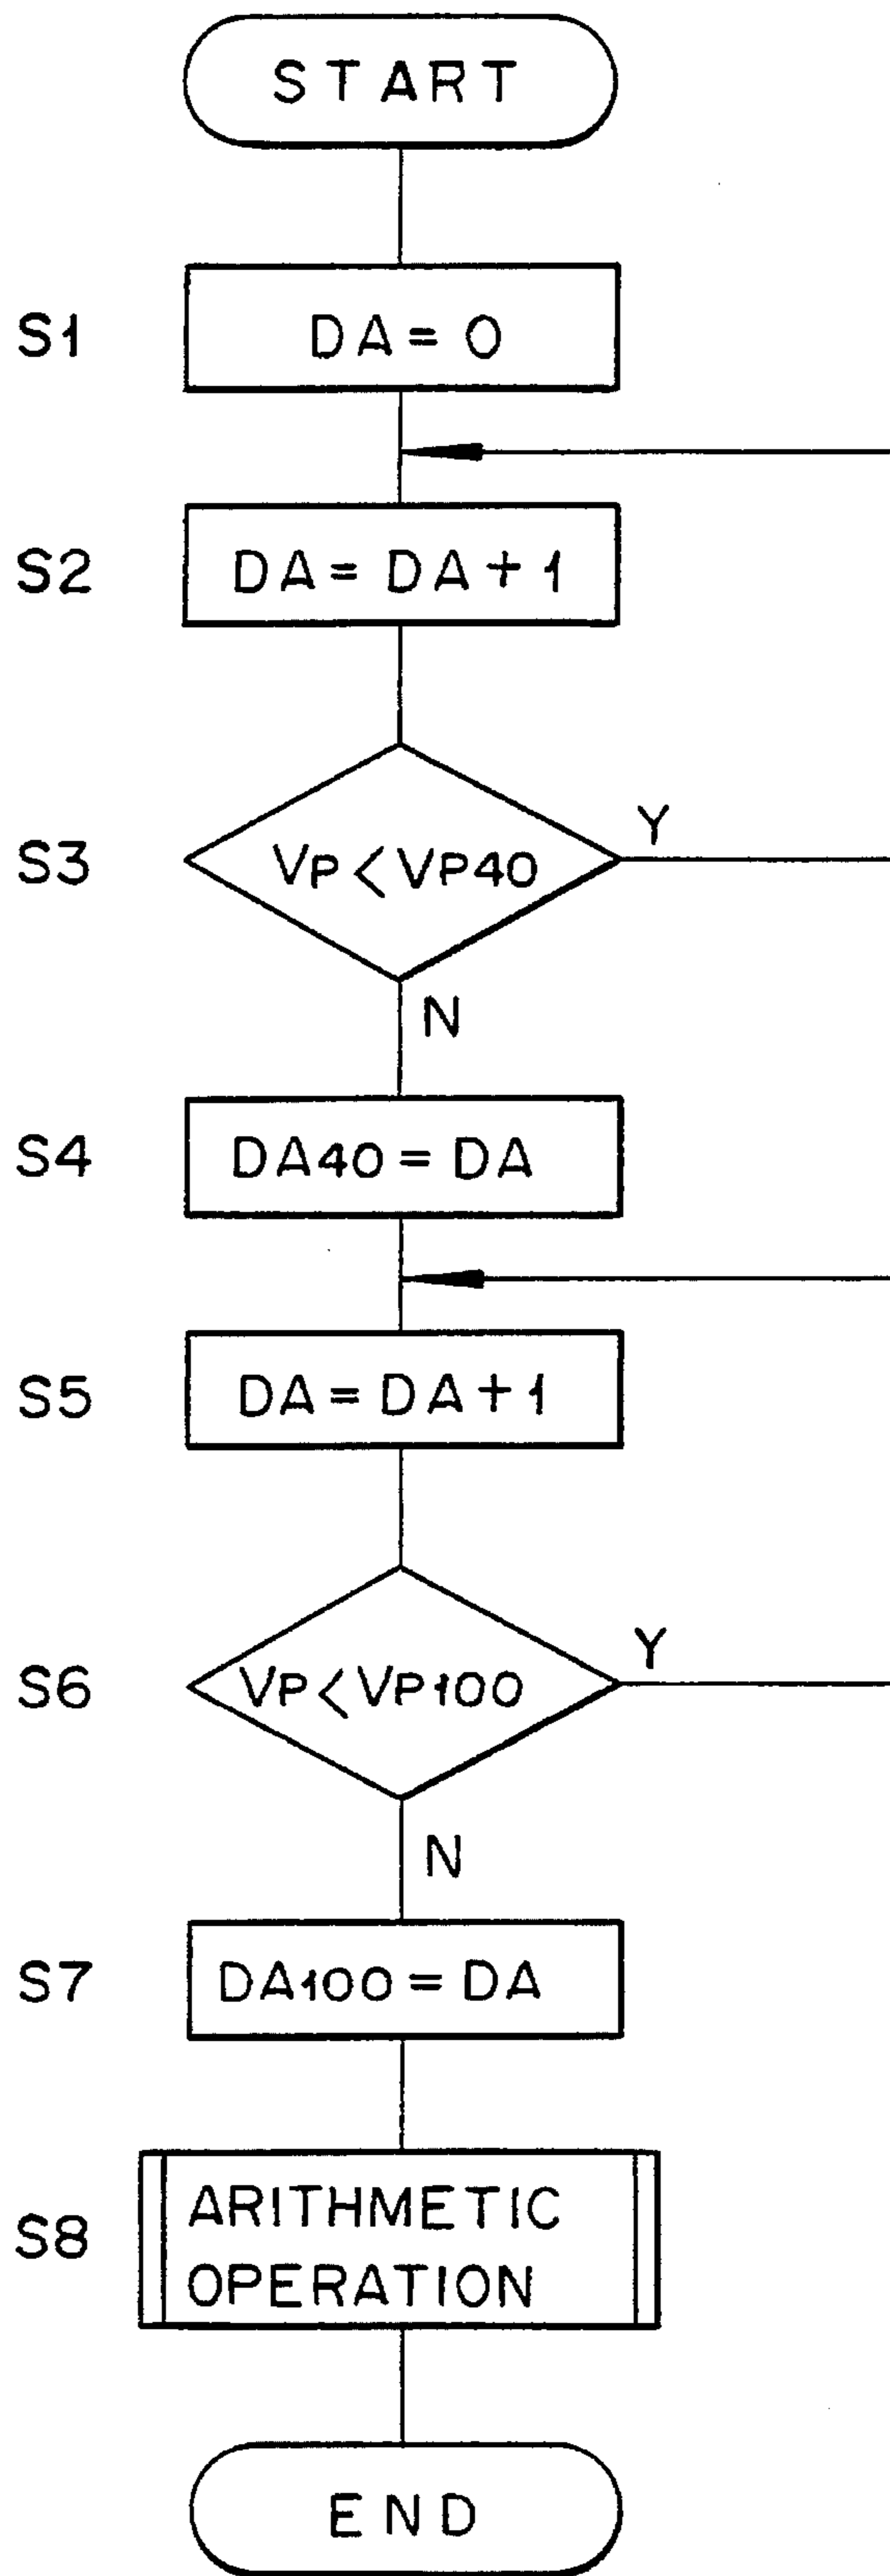 START
S1
DA = 0
S2
DA = DA + 1
S3
VP < VP40
Y
N
S4
DA40 = DA
S5
DA = DA + 1
S6
VP < VP100
Y
N
S7
DA100 = DA
S8
ARITHMETIC
OPERATION
END